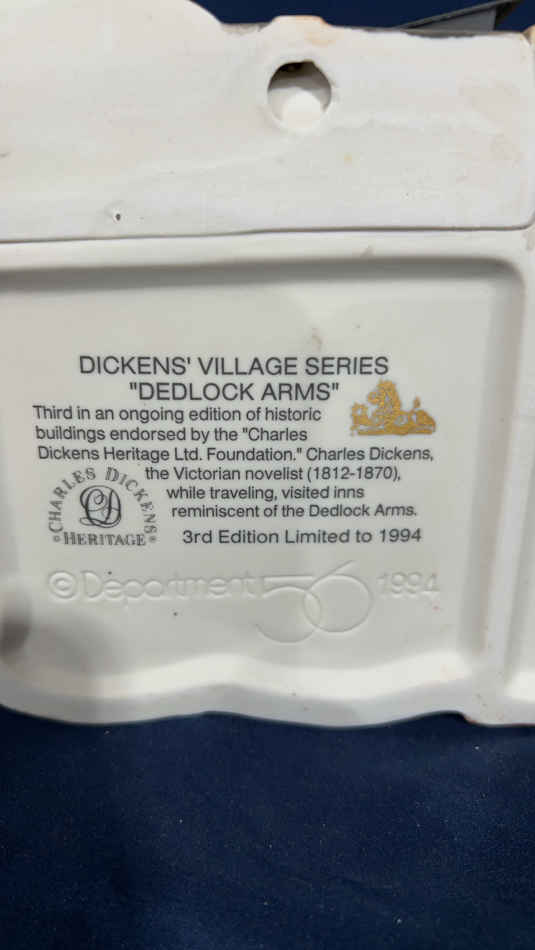 DICKENS' VILLAGE SERIES
"DEDLOCK ARMS"
Third in an ongoing edition of historic
buildings endorsed by the "Charles
Dickens Heritage Ltd. Foundation." Charles Dickens,
the Victorian novelist (1812-1870),
while traveling, visited inns
reminiscent of the Dedlock Arms.
CHARLES DICKENS
CD
HERITAGE
3rd Edition Limited to 1994
© Department 56 1994